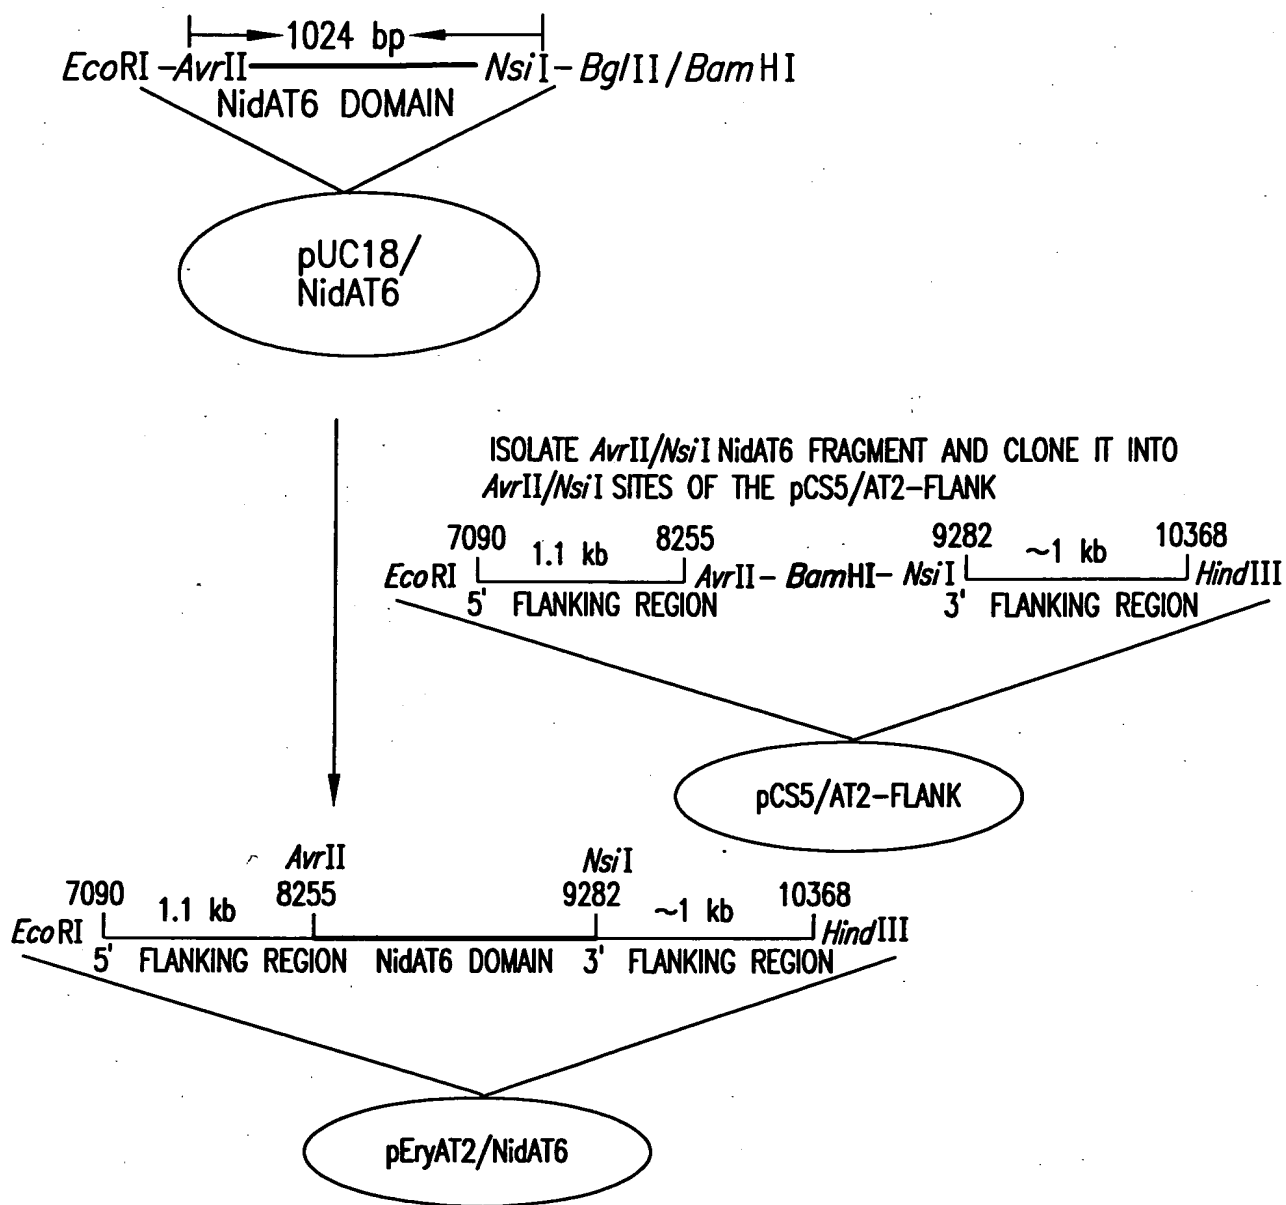 1024 bp
EcoRI-AvrII NsiI-BglII/BamHI
NidAT6 DOMAIN
pUC18/
NidAT6
ISOLATE AvrII/NsiI NidAT6 FRAGMENT AND CLONE IT INTO
AvrII/NsiI SITES OF THE pCS5/AT2-FLANK
7090 1.1 kb 8255 9282 ~1 kb 10368
EcoRI AvrII- BamHI- NsiI HindIII
5' FLANKING REGION 3' FLANKING REGION
pCS5/AT2-FLANK
AvrII NsiI
7090 1.1 kb 8255 9282 ~1 kb 10368
EcoRI HindIII
5' FLANKING REGION NidAT6 DOMAIN 3' FLANKING REGION
pEryAT2/NidAT6